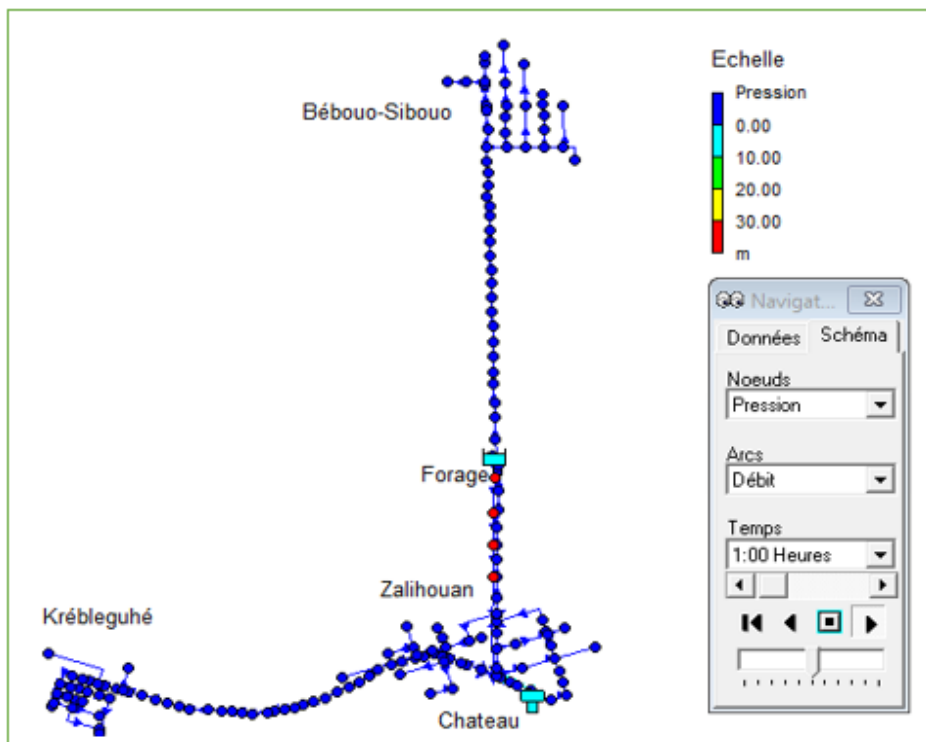 Echelle
Pression
0.00
10.00
20.00
30.00
m
Bébouo-Sibouo
Forage
Zalihouan
Krébleguhé
Chateau
Navigat...
Données
Schéma
Noeuds
Pression
Arcs
Débit
Temps
1:00 Heures